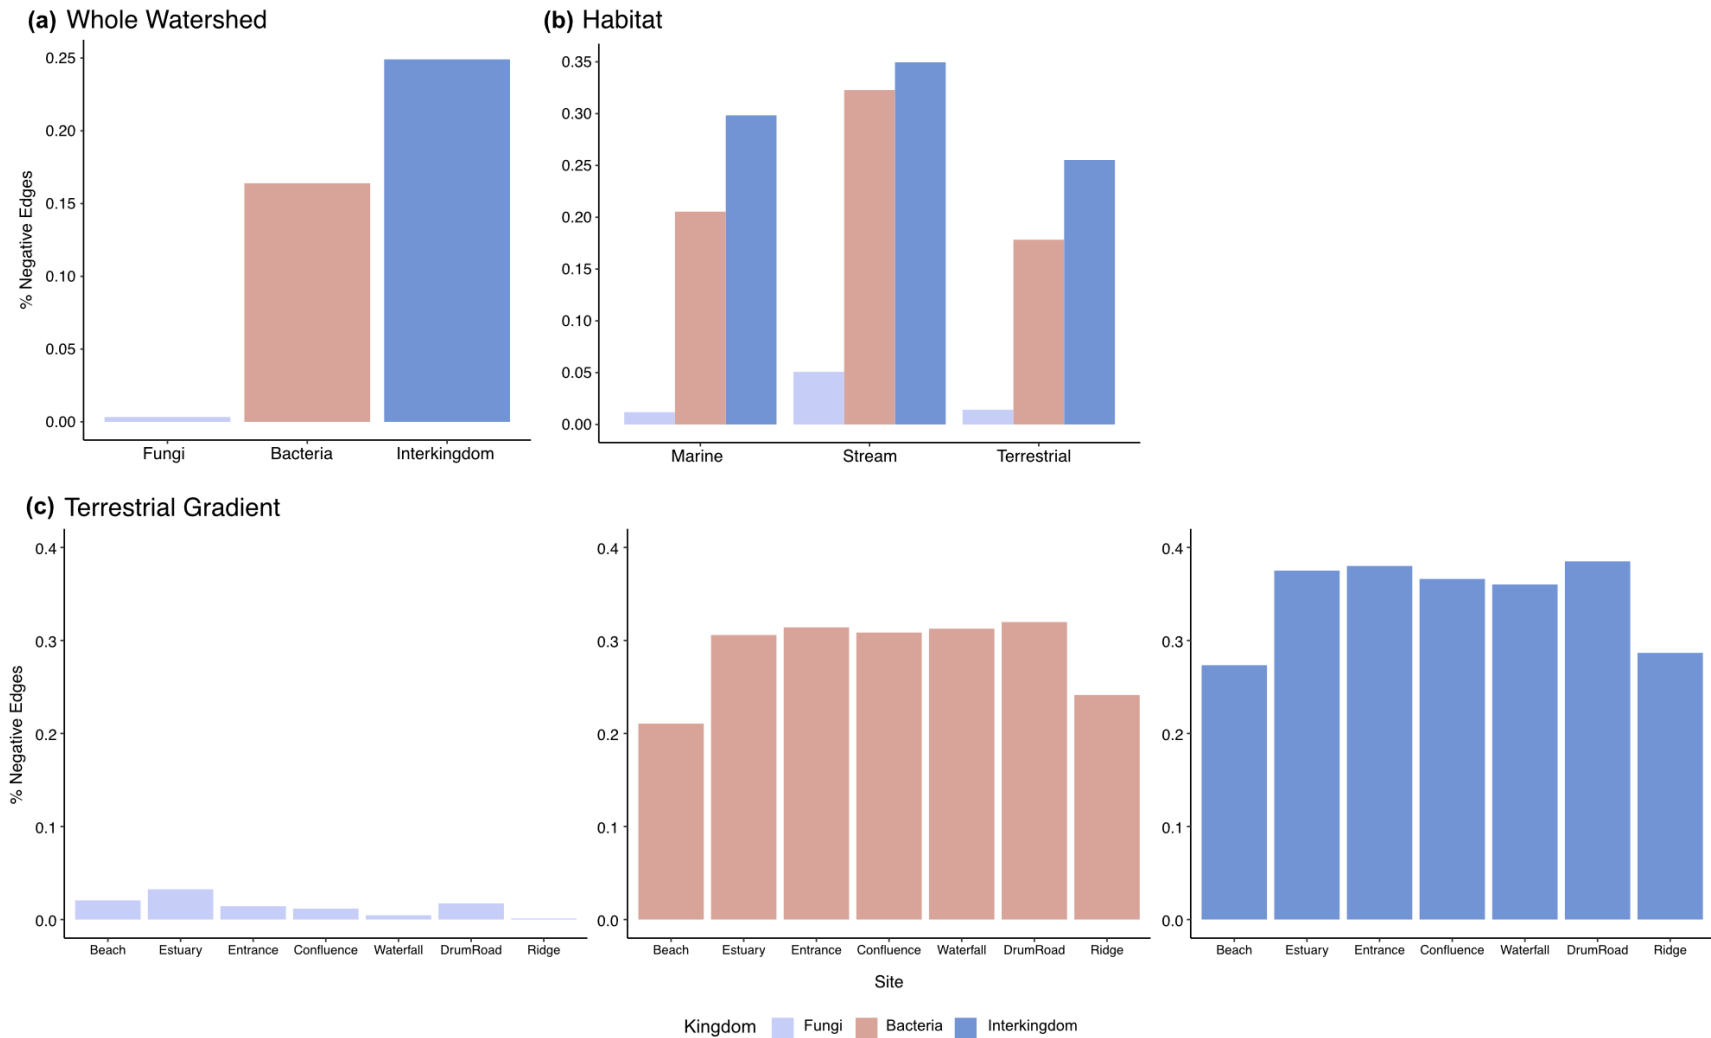 (a) Whole Watershed
% Negative Edges
0.25
0.20
0.15
0.10
0.05
0.00
Fungi Bacteria Interkingdom
(b) Habitat
0.35
0.30
0.25
0.20
0.15
0.10
0.05
0.00
Marine Stream Terrestrial
(c) Terrestrial Gradient
% Negative Edges
0.4
0.3
0.2
0.1
0.0
Beach Estuary Entrance Confluence Waterfall DrumRoad Ridge
0.4
0.3
0.2
0.1
0.0
Beach Estuary Entrance Confluence Waterfall DrumRoad Ridge
0.4
0.3
0.2
0.1
0.0
Beach Estuary Entrance Confluence Waterfall DrumRoad Ridge
Site
Kingdom Fungi Bacteria Interkingdom